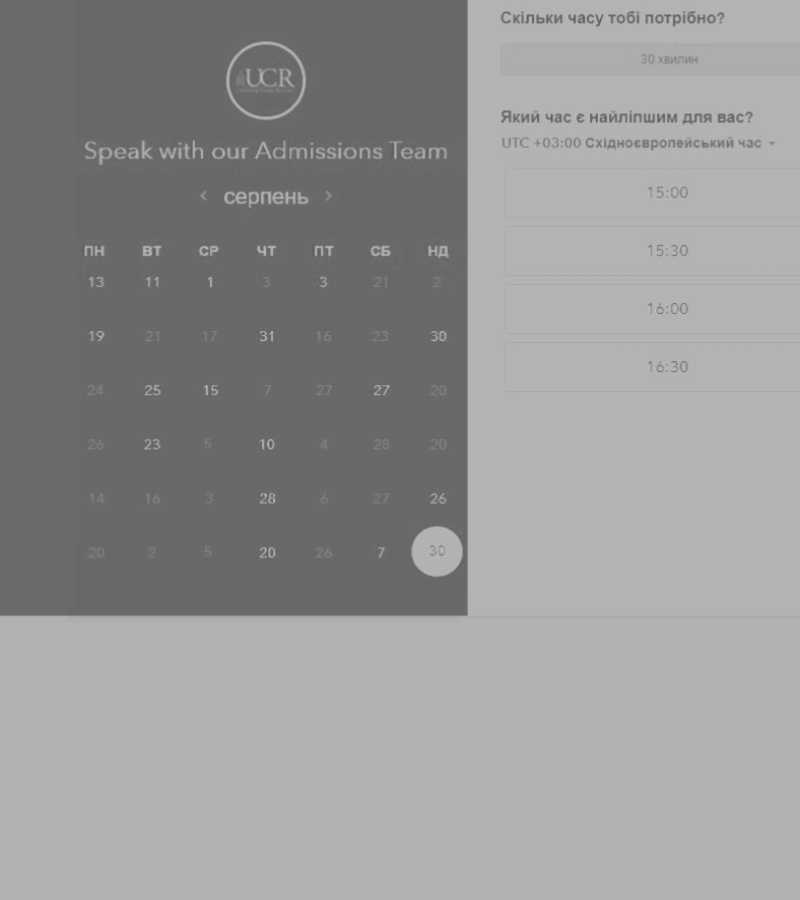 UCR
Speak with our Admissions Team
серпень
ПН ВТ СР ЧТ ПТ СБ НД
13 11 1 3 3 21 2
19 21 17 31 16 23 30
24 25 15 7 27 27 20
26 23 5 10 4 28 20
14 16 3 28 6 27 26
20 2 5 20 26 7 30
Скільки часу тобі потрібно?
30 хвилин
Який час є найліпшим для вас?
UTC +03:00 Східноєвропейський час
15:00
15:30
16:00
16:30